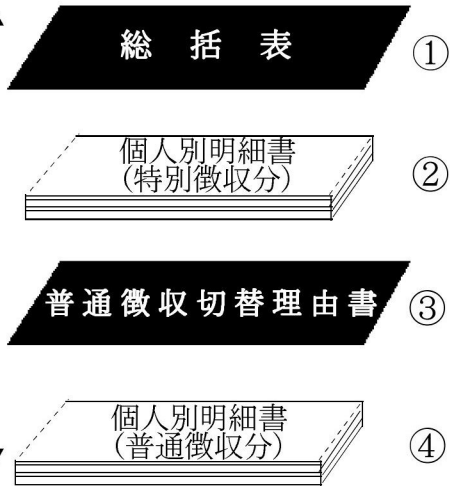 総括表 ①
個人別明細書
(特別徴収分) ②
普通徴収切替理由書 ③
個人別明細書
(普通徴収分) ④